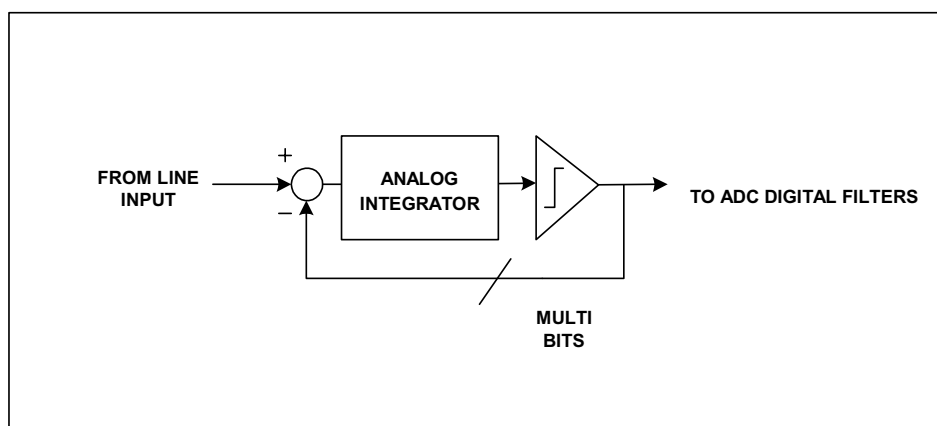 FROM LINE
INPUT
+
−
ANALOG
INTEGRATOR
TO ADC DIGITAL FILTERS
MULTI
BITS